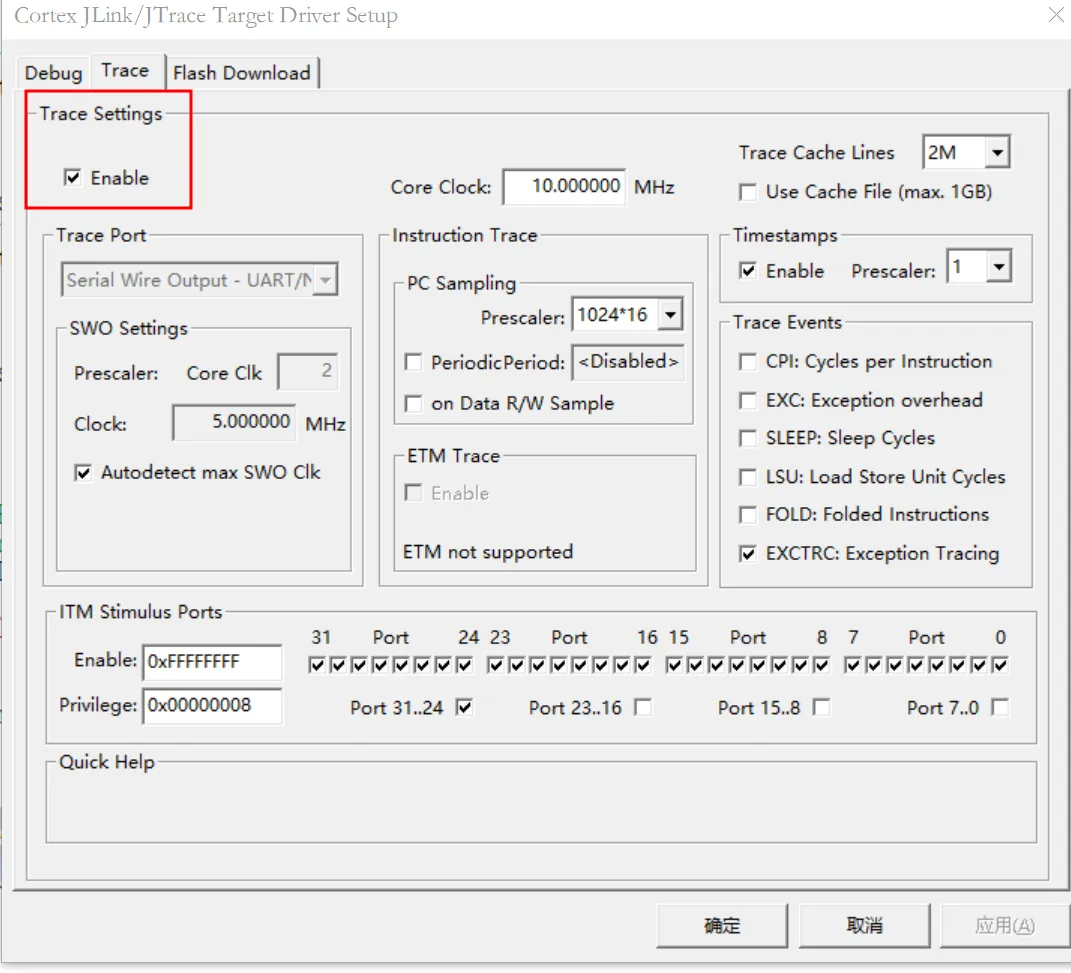 Cortex JLink/JTrace Target Driver Setup
Debug Trace Flash Download
Trace Settings
Enable
Core Clock: 10.000000 MHz
Trace Cache Lines 2M
Use Cache File (max. 1GB)
Trace Port
Serial Wire Output - UART/N
SWO Settings
Prescaler: Core Clk 2
Clock: 5.000000 MHz
Autodetect max SWO Clk
Instruction Trace
PC Sampling
Prescaler: 1024*16
Periodic Period: <Disabled>
on Data R/W Sample
ETM Trace
Enable
ETM not supported
Timestamps
Enable Prescaler: 1
Trace Events
CPI: Cycles per Instruction
EXC: Exception overhead
SLEEP: Sleep Cycles
LSU: Load Store Unit Cycles
FOLD: Folded Instructions
EXCTRC: Exception Tracing
ITM Stimulus Ports
31 Port 24 23 Port 16 15 Port 8 7 Port 0
Enable: 0xFFFFFFFF
Privilege: 0x00000008
Port 31..24 Port 23..16 Port 15..8 Port 7..0
Quick Help
确定 取消 应用(A)